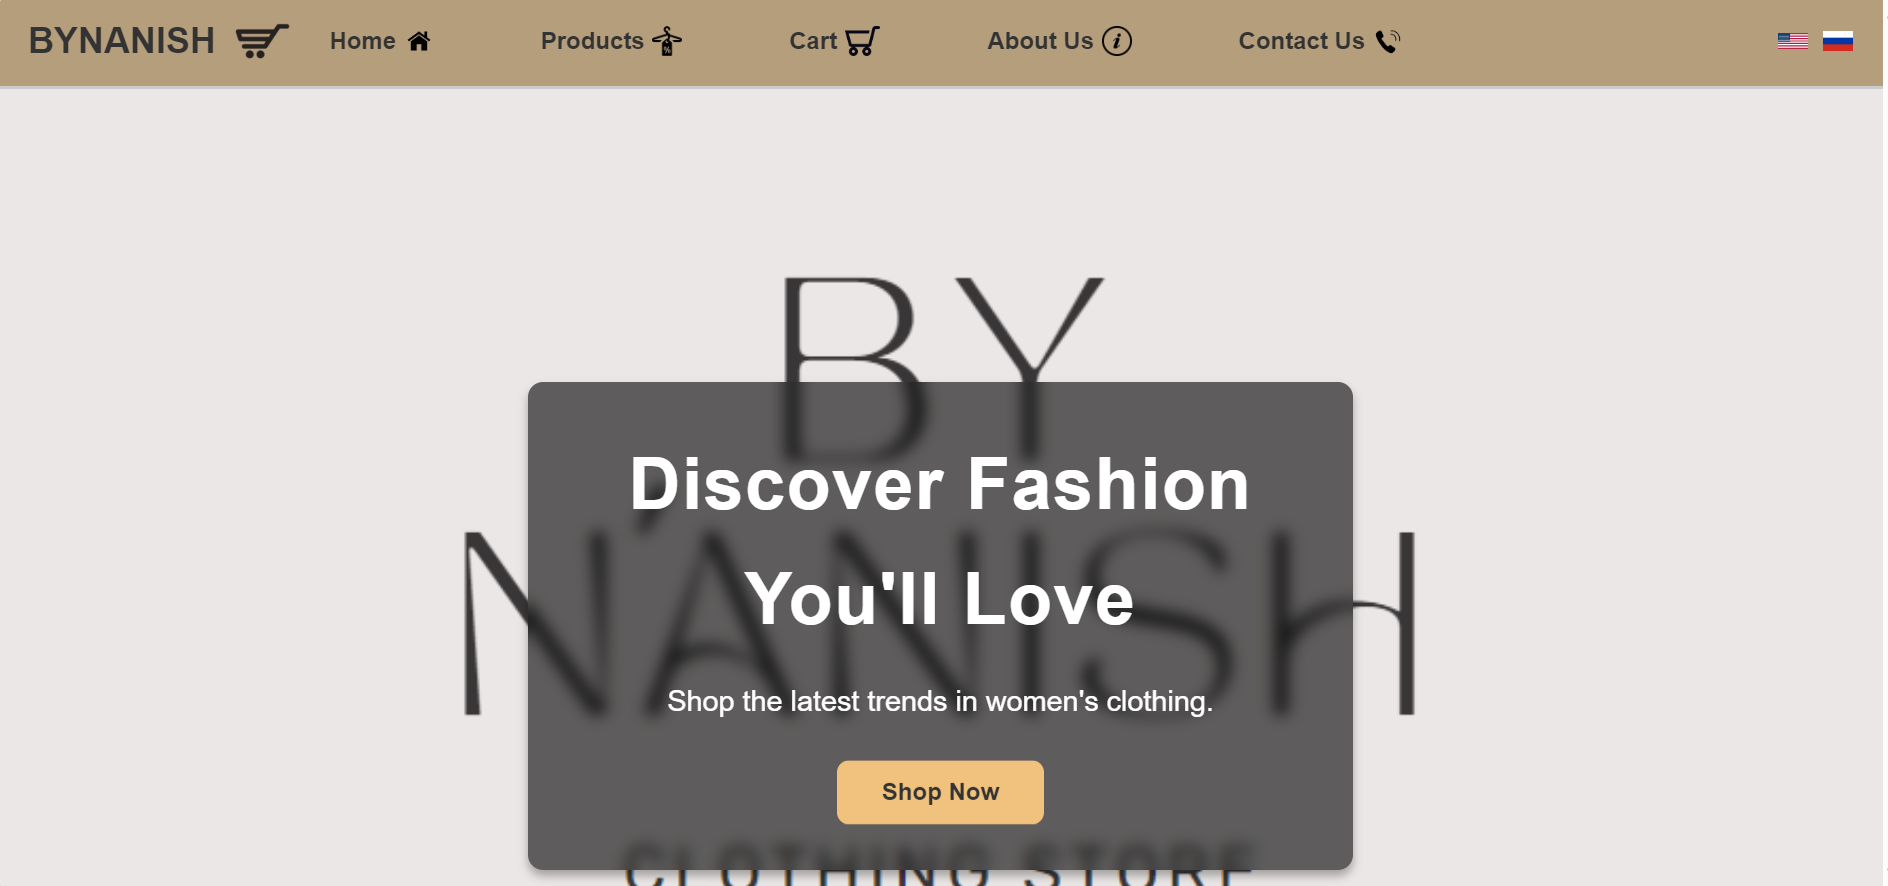 BYNANISH Home Products % Cart About Us i Contact Us
BY
Discover Fashion
N'ANISH
You'll Love
Shop the latest trends in women's clothing.
Shop Now
CLOTHING STORE